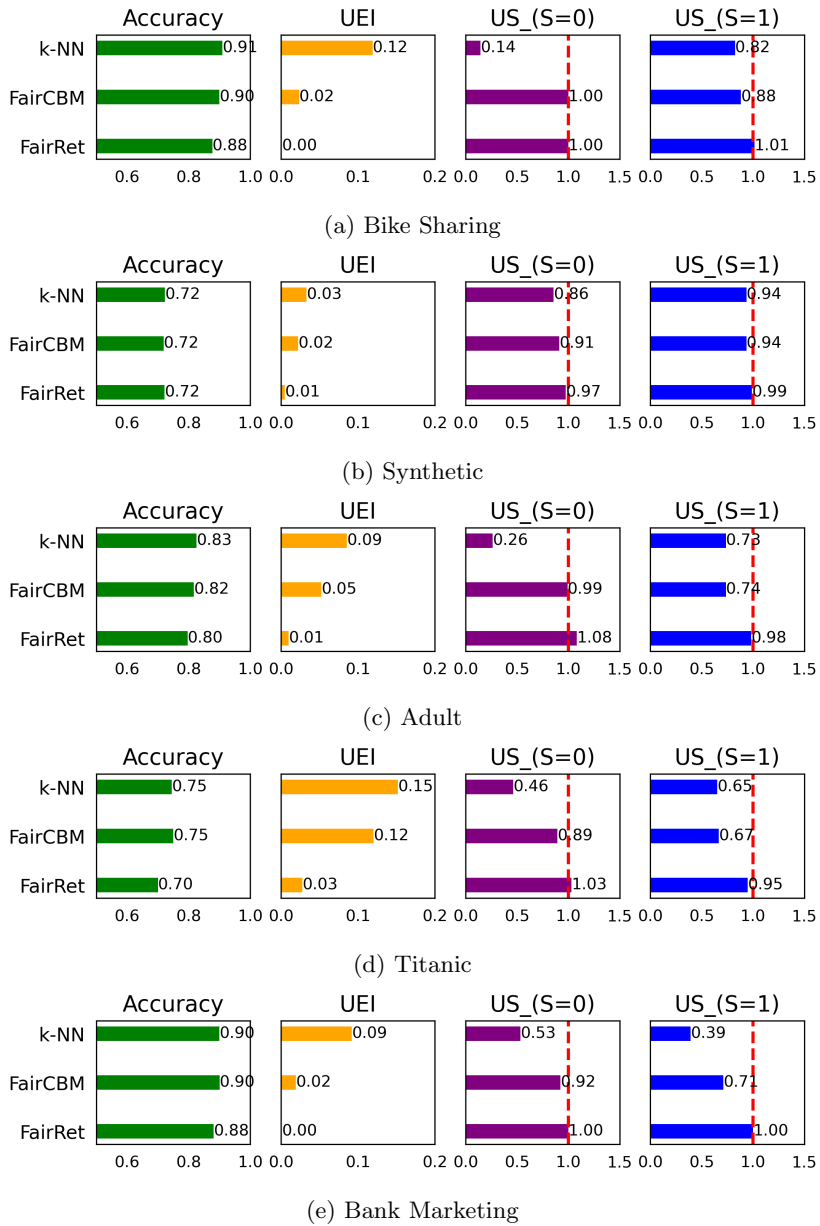 Accuracy UEI US_(S=0) US_(S=1)
k-NN 0.91 0.12 0.14 0.82
FairCBM 0.90 0.02 1.00 0.88
FairRet 0.88 0.00 1.00 1.01
0.6 0.8 1.0 0.0 0.1 0.2 0.0 0.5 1.0 1.5 0.0 0.5 1.0 1.5
(a) Bike Sharing
Accuracy UEI US_(S=0) US_(S=1)
k-NN 0.72 0.03 0.86 0.94
FairCBM 0.72 0.02 0.91 0.94
FairRet 0.72 0.01 0.97 0.99
0.6 0.8 1.0 0.0 0.1 0.2 0.0 0.5 1.0 1.5 0.0 0.5 1.0 1.5
(b) Synthetic
Accuracy UEI US_(S=0) US_(S=1)
k-NN 0.83 0.09 0.26 0.73
FairCBM 0.82 0.05 0.99 0.74
FairRet 0.80 0.01 1.08 0.98
0.6 0.8 1.0 0.0 0.1 0.2 0.0 0.5 1.0 1.5 0.0 0.5 1.0 1.5
(c) Adult
Accuracy UEI US_(S=0) US_(S=1)
k-NN 0.75 0.15 0.46 0.65
FairCBM 0.75 0.12 0.89 0.67
FairRet 0.70 0.03 1.03 0.95
0.6 0.8 1.0 0.0 0.1 0.2 0.0 0.5 1.0 1.5 0.0 0.5 1.0 1.5
(d) Titanic
Accuracy UEI US_(S=0) US_(S=1)
k-NN 0.90 0.09 0.53 0.39
FairCBM 0.90 0.02 0.92 0.71
FairRet 0.88 0.00 1.00 1.00
0.6 0.8 1.0 0.0 0.1 0.2 0.0 0.5 1.0 1.5 0.0 0.5 1.0 1.5
(e) Bank Marketing